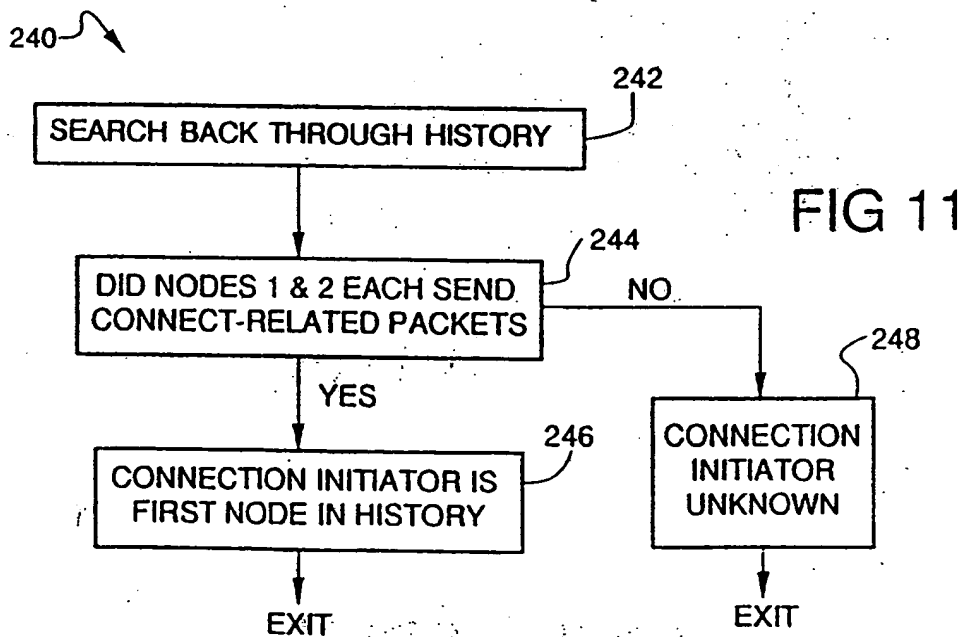 240
242
SEARCH BACK THROUGH HISTORY
FIG 11
244
DID NODES 1 & 2 EACH SEND
CONNECT-RELATED PACKETS
NO
248
YES
246
CONNECTION INITIATOR IS
FIRST NODE IN HISTORY
CONNECTION
INITIATOR
UNKNOWN
EXIT
EXIT